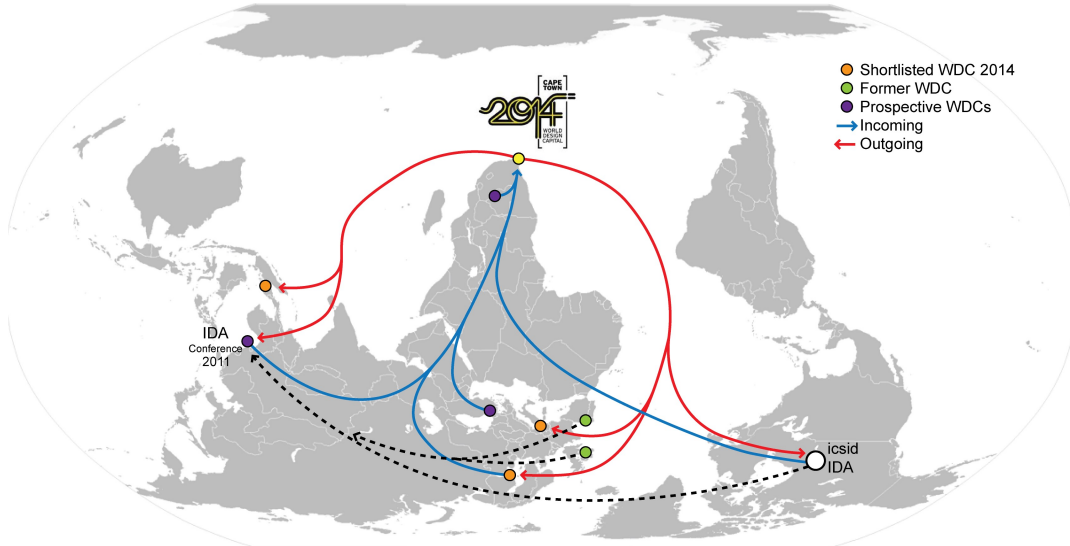 CAPE
TOWN
2014
WORLD
DESIGN
CAPITAL
Shortlisted WDC 2014
Former WDC
Prospective WDCs
Incoming
Outgoing
IDA
Conference
2011
icsid
IDA